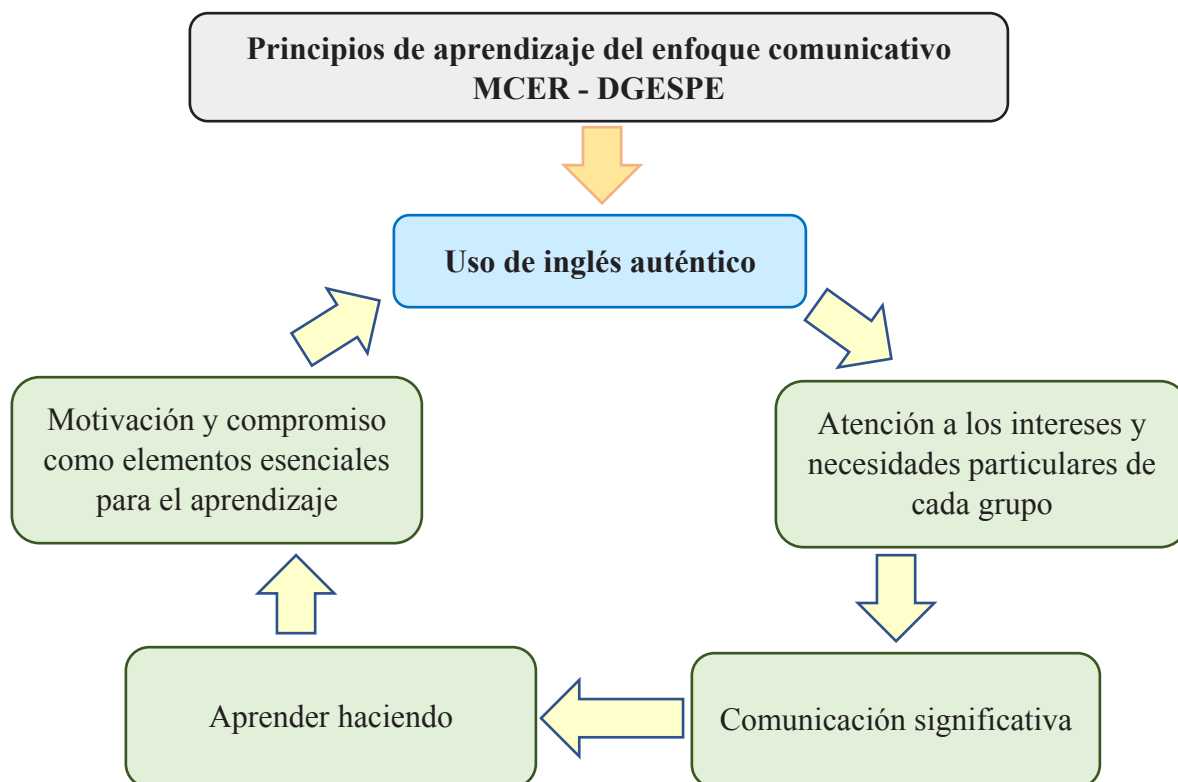 Principios de aprendizaje del enfoque comunicativo
MCER - DGESPE
Uso de inglés auténtico
Atención a los intereses y
necesidades particulares de
cada grupo
Comunicación significativa
Aprender haciendo
Motivación y compromiso
como elementos esenciales
para el aprendizaje